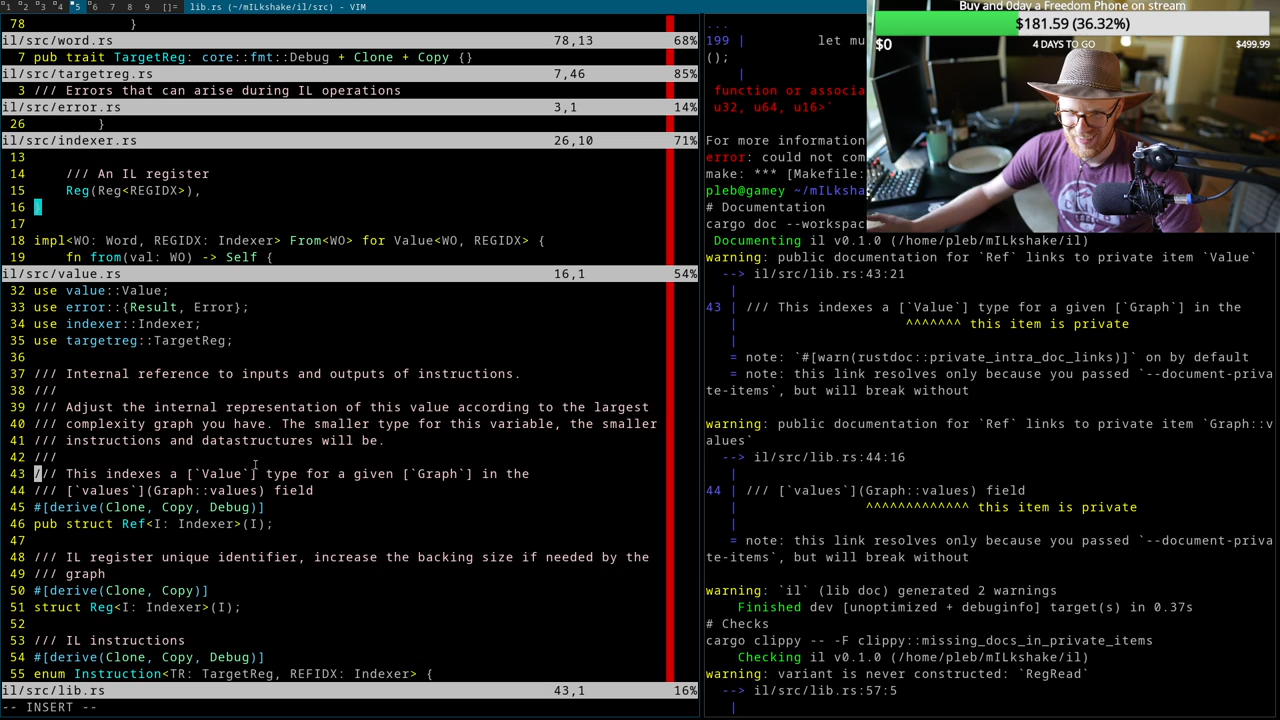 1 2 3 4 5 6 7 8 9 []= lib.rs (~/mILkshake/il/src) - VIM
78             }
il/src/word.rs 78,13 68%
7 pub trait TargetReg: core::fmt::Debug + Clone + Copy {}
il/src/targetreg.rs 7,46 85%
3 /// Errors that can arise during IL operations
il/src/error.rs 3,1 14%
26         }
il/src/indexer.rs 26,10 71%
13
14     /// An IL register
15     Reg(Reg<REGIDX>),
16 }
17
18 impl<WO: Word, REGIDX: Indexer> From<WO> for Value<WO, REGIDX> {
19     fn from(val: WO) -> Self {
il/src/value.rs 16,1 54%
32 use value::Value;
33 use error::{Result, Error};
34 use indexer::Indexer;
35 use targetreg::TargetReg;
36
37 /// Internal reference to inputs and outputs of instructions.
38 ///
39 /// Adjust the internal representation of this value according to the largest
40 /// complexity graph you have. The smaller type for this variable, the smaller
41 /// instructions and datastructures will be.
42 ///
43 /// This indexes a [`Value`] type for a given [`Graph`] in the
44 /// [`values`](Graph::values) field
45 #[derive(Clone, Copy, Debug)]
46 pub struct Ref<I: Indexer>(I);
47
48 /// IL register unique identifier, increase the backing size if needed by the
49 /// graph
50 #[derive(Clone, Copy)]
51 struct Reg<I: Indexer>(I);
52
53 /// IL instructions
54 #[derive(Clone, Copy, Debug)]
55 enum Instruction<TR: TargetReg, REFIDX: Indexer> {
il/src/lib.rs 43,1 16%
-- INSERT --
...
199 |         let mu
();
    |
 function or associa
 u32, u64, u16>`
For more information
error: could not com
make: *** [Makefile:
pleb@gamey ~/mILksha
# Documentation
cargo doc --workspac
 Documenting il v0.1.0 (/home/pleb/mILkshake/il)
warning: public documentation for `Ref` links to private item `Value`
  --> il/src/lib.rs:43:21
   |
43 | /// This indexes a [`Value`] type for a given [`Graph`] in the
   |                     ^^^^^^^ this item is private
   |
   = note: `#[warn(rustdoc::private_intra_doc_links)]` on by default
   = note: this link resolves only because you passed `--document-priva
te-items`, but will break without
warning: public documentation for `Ref` links to private item `Graph::v
alues`
  --> il/src/lib.rs:44:16
   |
44 | /// [`values`](Graph::values) field
   |                ^^^^^^^^^^^^^ this item is private
   |
   = note: this link resolves only because you passed `--document-priva
te-items`, but will break without
warning: `il` (lib doc) generated 2 warnings
    Finished dev [unoptimized + debuginfo] target(s) in 0.37s
# Checks
cargo clippy -- -F clippy::missing_docs_in_private_items
    Checking il v0.1.0 (/home/pleb/mILkshake/il)
warning: variant is never constructed: `RegRead`
  --> il/src/lib.rs:57:5
   |
Buy and 0day a Freedom Phone on stream
$181.59 (36.32%)
$0 4 DAYS TO GO $499.99